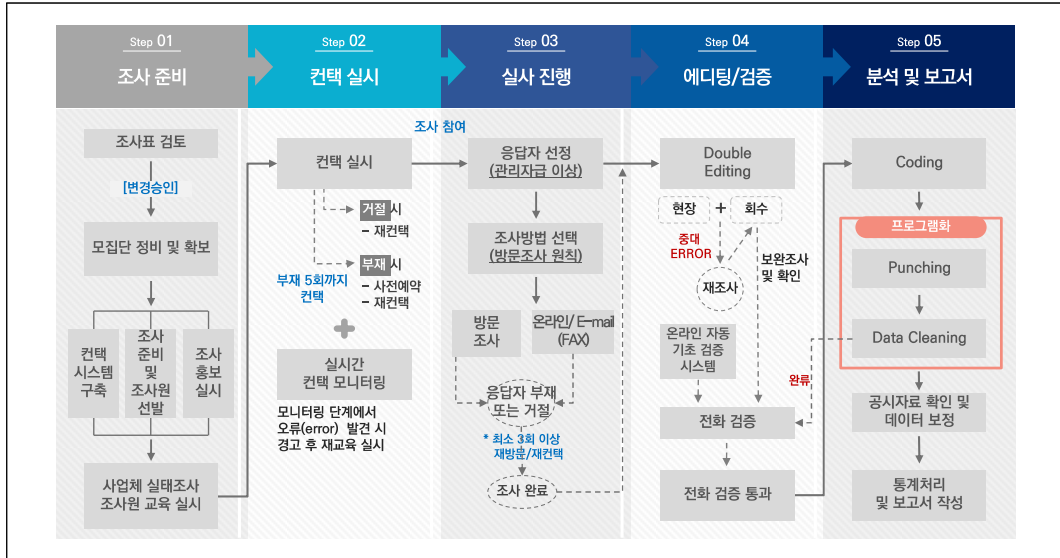 Step 01
조사 준비
Step 02
컨택 실시
Step 03
실사 진행
Step 04
에디팅/검증
Step 05
분석 및 보고서
조사표 검토
[변경승인]
모집단 정비 및 확보
컨택
시스템
구축
조사
준비
및
조사원
선발
조사
홍보
실시
사업체 실태조사
조사원 교육 실시
컨택 실시
거절 시
– 재컨택
부재 시
– 사전예약
– 재컨택
부재 5회까지
컨택
+
실시간
컨택 모니터링
모니터링 단계에서
오류(error) 발견 시
경고 후 재교육 실시
조사 참여
응답자 선정
(관리자급 이상)
조사방법 선택
(방문조사 원칙)
방문
조사
온라인/ E-mail
(FAX)
응답자 부재
또는 거절
* 최소 3회 이상
재방문/재컨택
조사 완료
Double
Editing
현장 + 회수
중대
ERROR
재조사
보완조사
및 확인
온라인 자동
기초 검증
시스템
전화 검증
전화 검증 통과
Coding
프로그램화
Punching
Data Cleaning
완료
공시자료 확인 및
데이터 보정
통계처리
및 보고서 작성